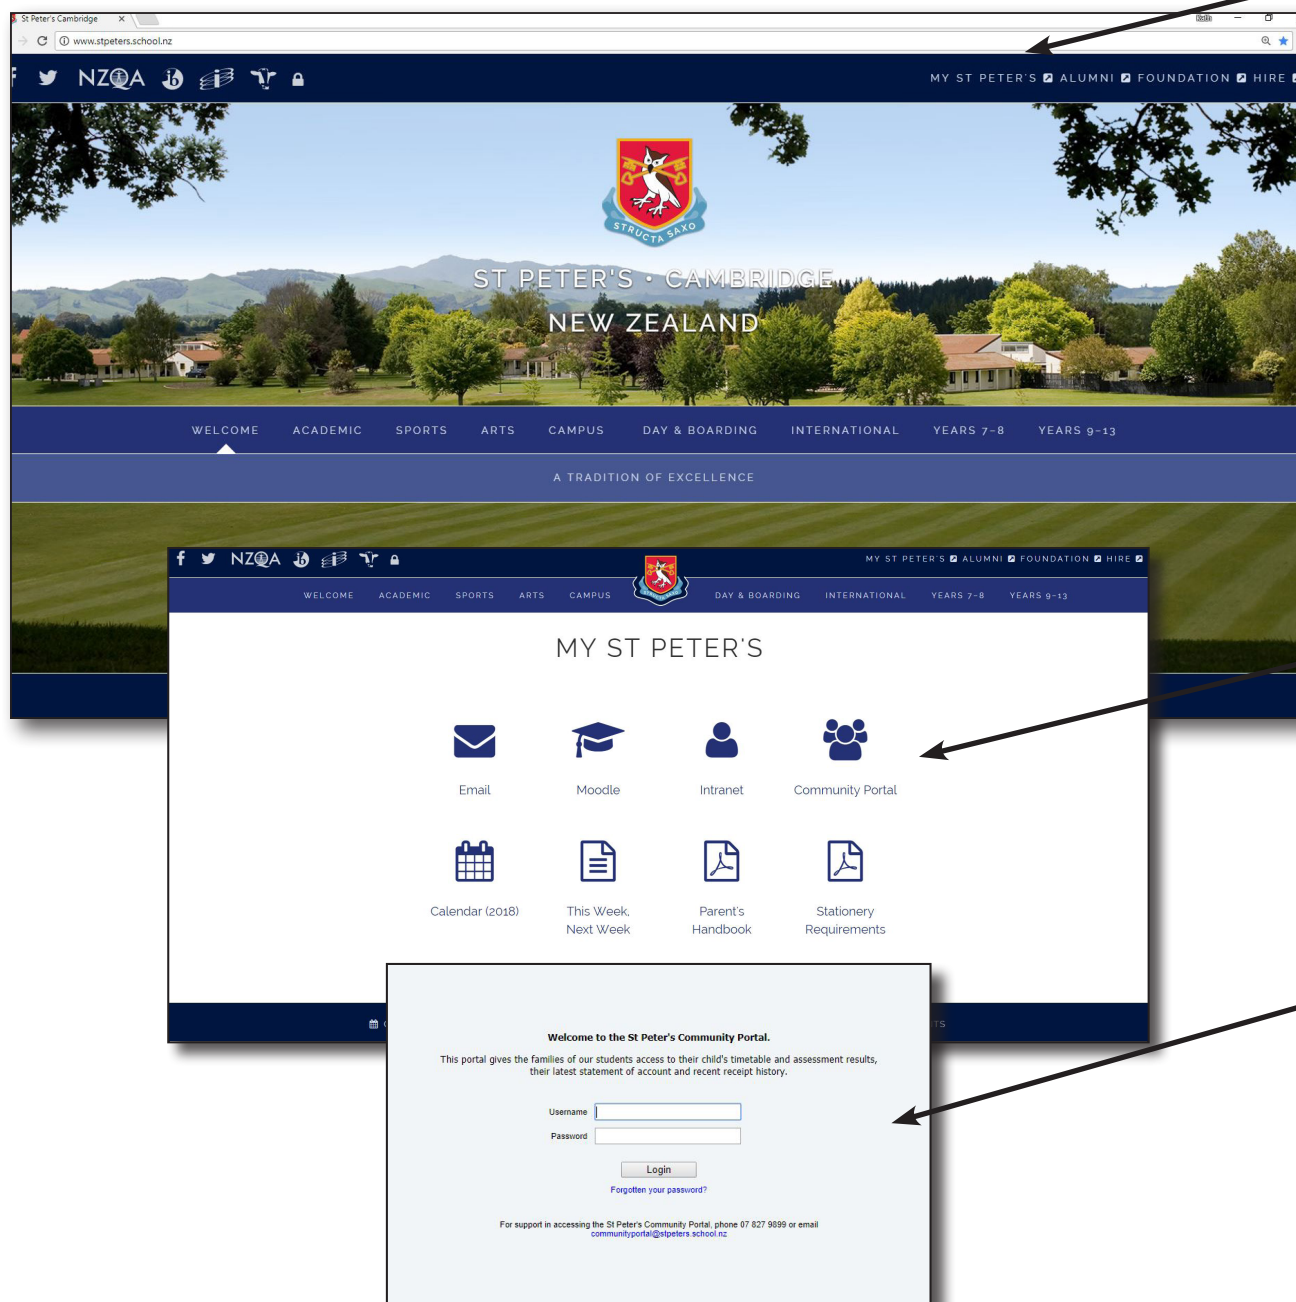 St Peter's Cambridge
www.stpeters.school.nz
NZQA
MY ST PETER'S ALUMNI FOUNDATION HIRE
STRUCTA SAXO
ST PETER'S • CAMBRIDGE
NEW ZEALAND
WELCOME ACADEMIC SPORTS ARTS CAMPUS DAY & BOARDING INTERNATIONAL YEARS 7-8 YEARS 9-13
A TRADITION OF EXCELLENCE
NZQA
MY ST PETER'S ALUMNI FOUNDATION HIRE
WELCOME ACADEMIC SPORTS ARTS CAMPUS DAY & BOARDING INTERNATIONAL YEARS 7-8 YEARS 9-13
MY ST PETER'S
Email Moodle Intranet Community Portal
Calendar (2018) This Week, Next Week Parent's Handbook Stationery Requirements
Welcome to the St Peter's Community Portal.
This portal gives the families of our students access to their child's timetable and assessment results,
their latest statement of account and recent receipt history.
Username
Password
Login
Forgotten your password?
For support in accessing the St Peter's Community Portal, phone 07 827 9899 or email
communityportal@stpeters.school.nz